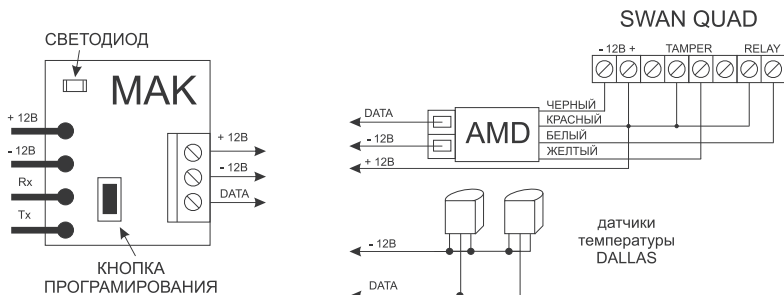 SWAN QUAD
СВЕТОДИОД
- 12В +
TAMPER
RELAY
МАК
ЧЕРНЫЙ
DATA
КРАСНЫЙ
+ 12В
AMD
БЕЛЫЙ
+ 12В
- 12В
ЖЕЛТЫЙ
- 12В
- 12В
+ 12В
Rx
DATA
Tx
датчики
температуры
DALLAS
- 12В
КНОПКА
ПРОГРАМИРОВАНИЯ
DATA